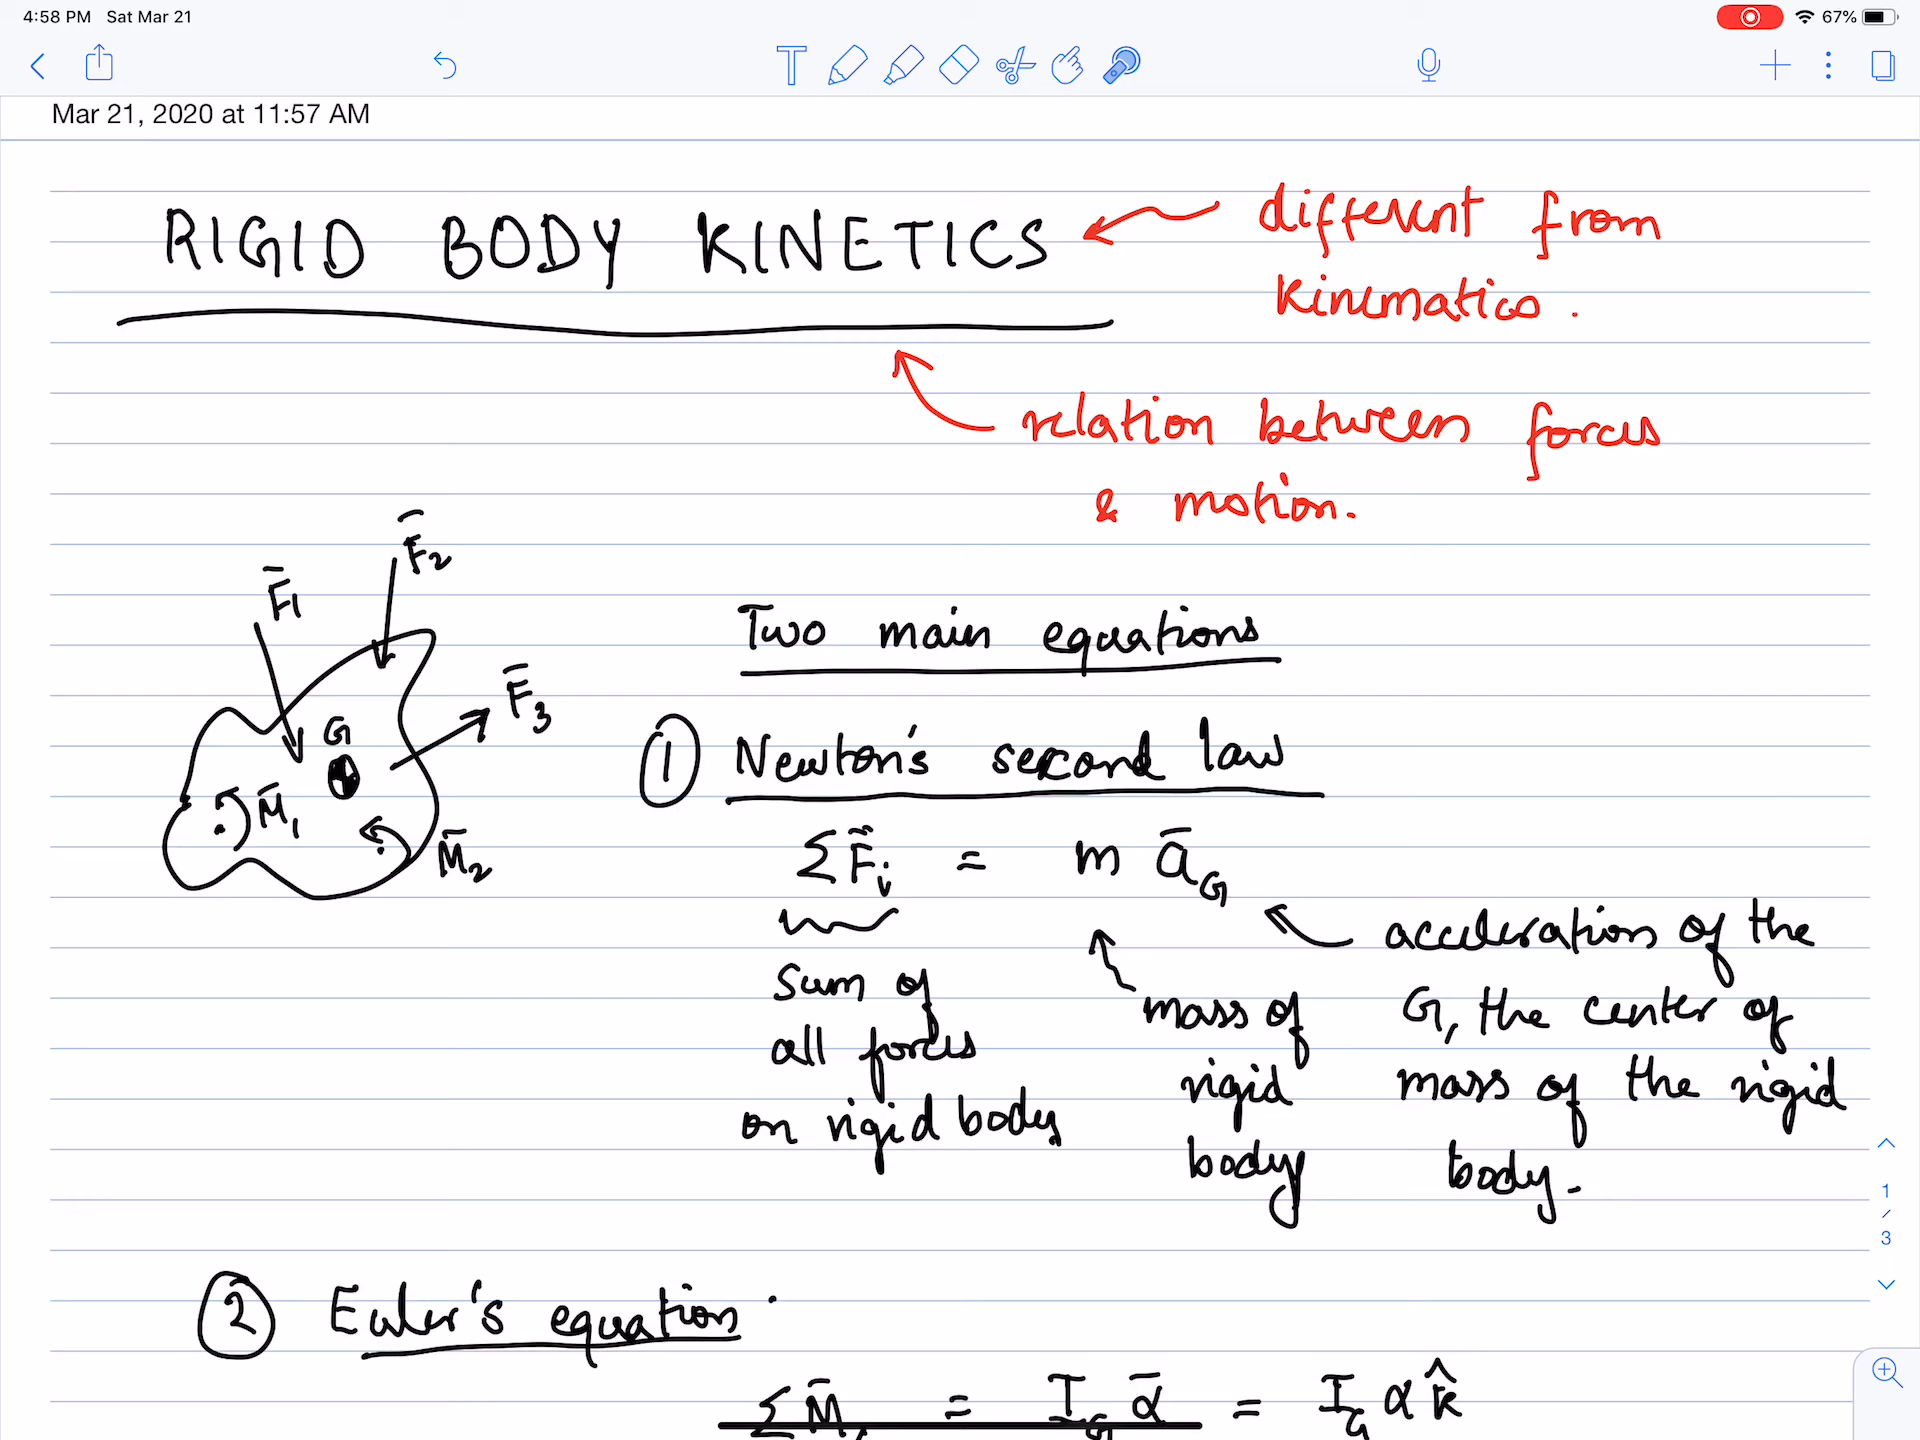 4:58 PM Sat Mar 21
67%
Mar 21, 2020 at 11:57 AM
RIGID BODY KINETICS
different from
kinematics.
relation between forces
& motion.
F̄₁
F̄₂
F̄₃
G
M̄₁
M̄₂
Two main equations
① Newton's second law
ΣF̄ᵢ = m ā_G
sum of
all forces
on rigid body
mass of
rigid
body
acceleration of the
G, the center of
mass of the rigid
body.
② Euler's equation
ΣM̄ᵢ = I_G ᾱ = I_G α k̂
1
/
3